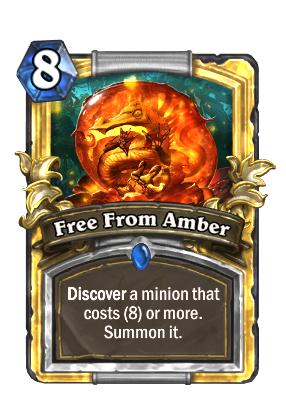 8
Free From Amber
Discover a minion that
costs (8) or more.
Summon it.